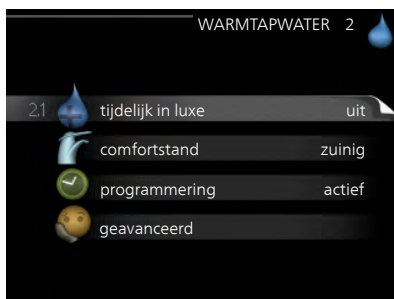 WARMTAPWATER 2
2.1 tijdelijk in luxe uit
comfortstand zuinig
programmering actief
geavanceerd